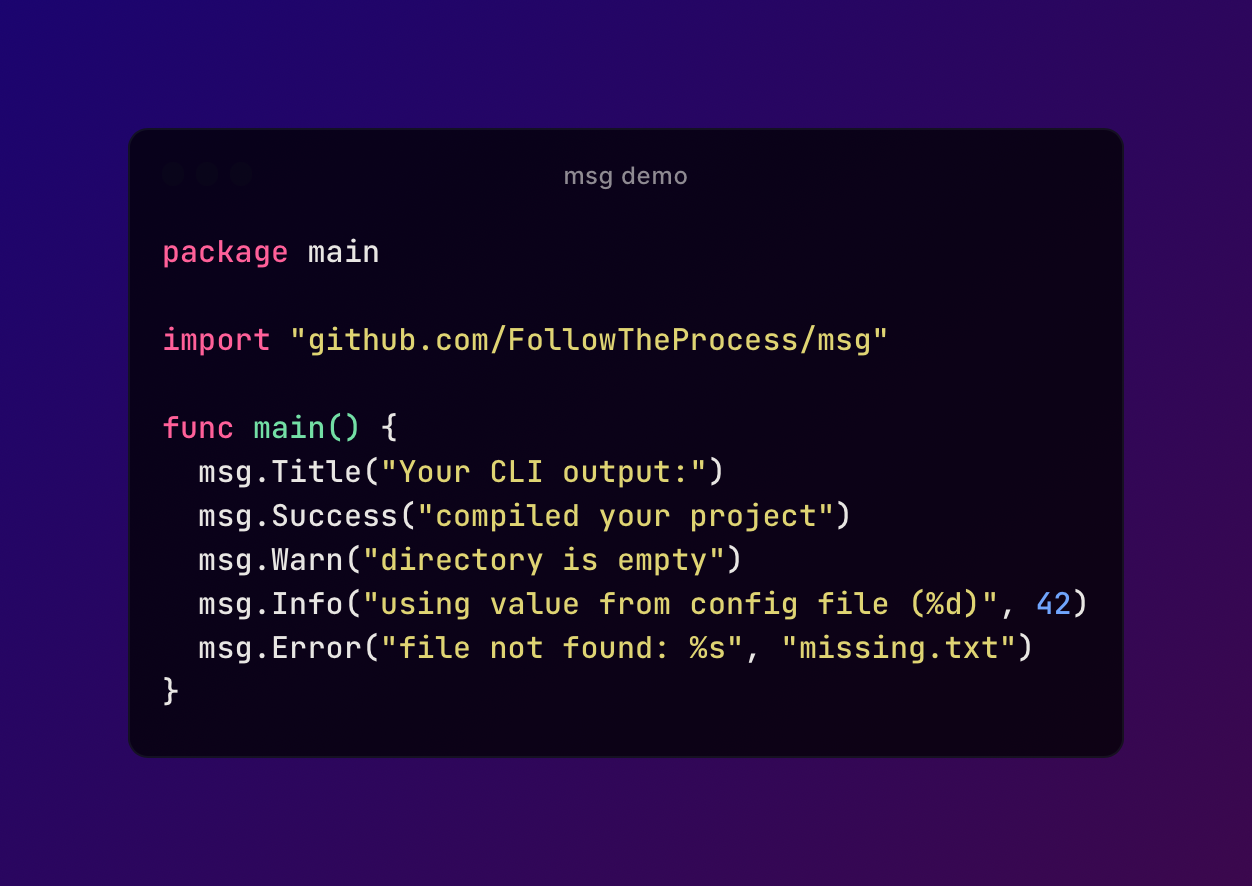 msg demo
package main
import "github.com/FollowTheProcess/msg"
func main() {
  msg.Title("Your CLI output:")
  msg.Success("compiled your project")
  msg.Warn("directory is empty")
  msg.Info("using value from config file (%d)", 42)
  msg.Error("file not found: %s", "missing.txt")
}